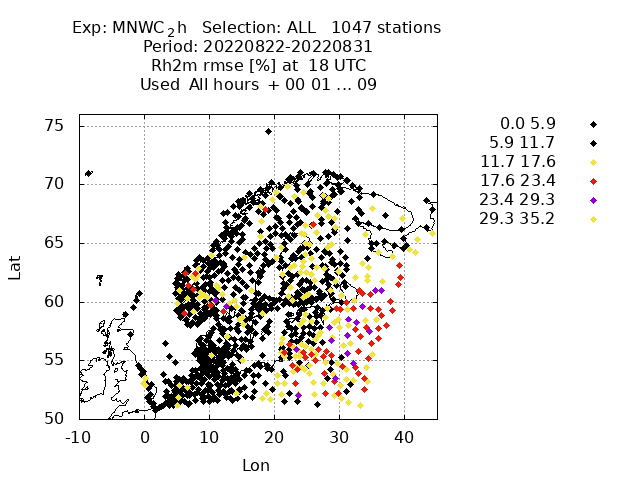 Exp: MNWC_2h Selection: ALL 1047 stations
Period: 20220822-20220831
Rh2m rmse [%] at 18 UTC
Used All hours + 00 01 ... 09
0.0 5.9
5.9 11.7
11.7 17.6
17.6 23.4
23.4 29.3
29.3 35.2
Lat
75
70
65
60
55
50
-10 0 10 20 30 40
Lon